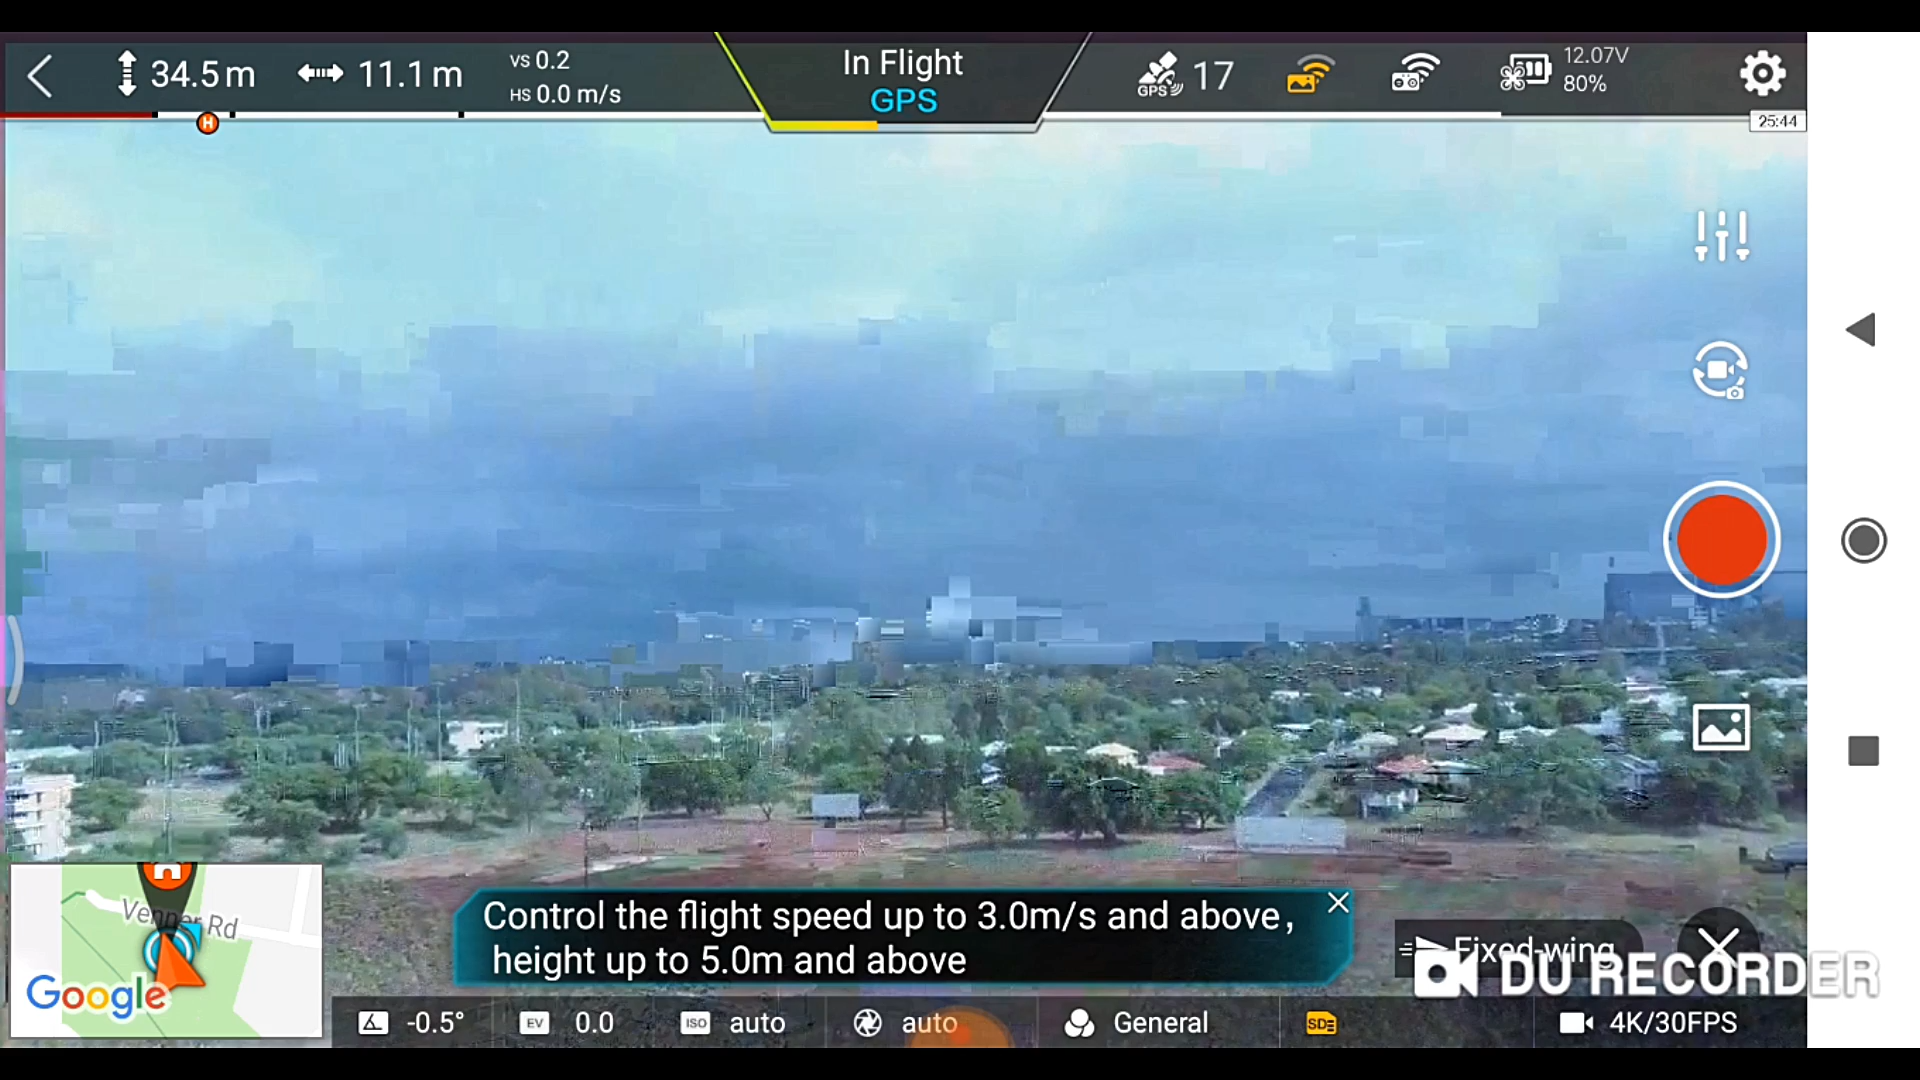 34.5m
11.1m
VS 0.2
HS 0.0 m/s
In Flight
GPS
GPS
17
12.07V
80%
25:44
H
Venner Rd
Google
Control the flight speed up to 3.0m/s and above,
height up to 5.0m and above
Fixed-wing
DU RECORDER
-0.5°
EV 0.0
ISO auto
auto
General
SD
4K/30FPS